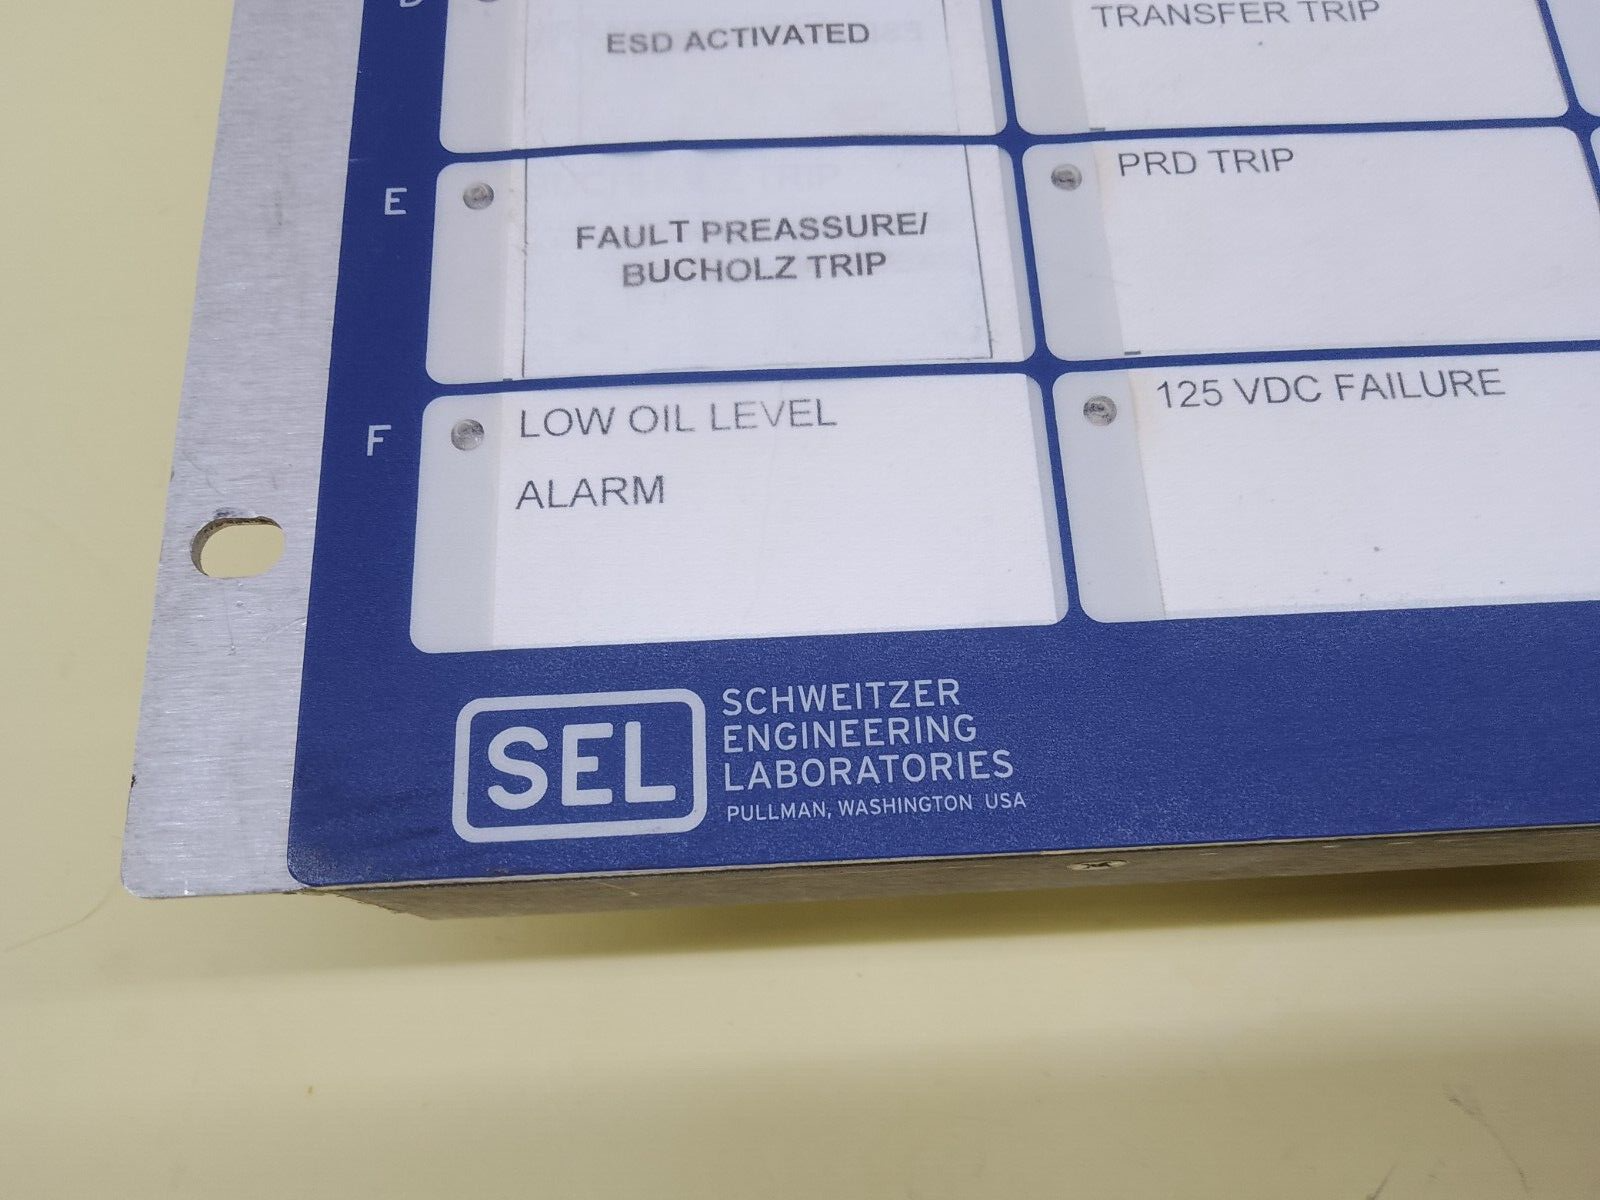 D
ESD ACTIVATED
TRANSFER TRIP
E
FAULT PREASSURE/
BUCHOLZ TRIP
PRD TRIP
F
LOW OIL LEVEL
ALARM
125 VDC FAILURE
SEL
SCHWEITZER
ENGINEERING
LABORATORIES
PULLMAN, WASHINGTON USA